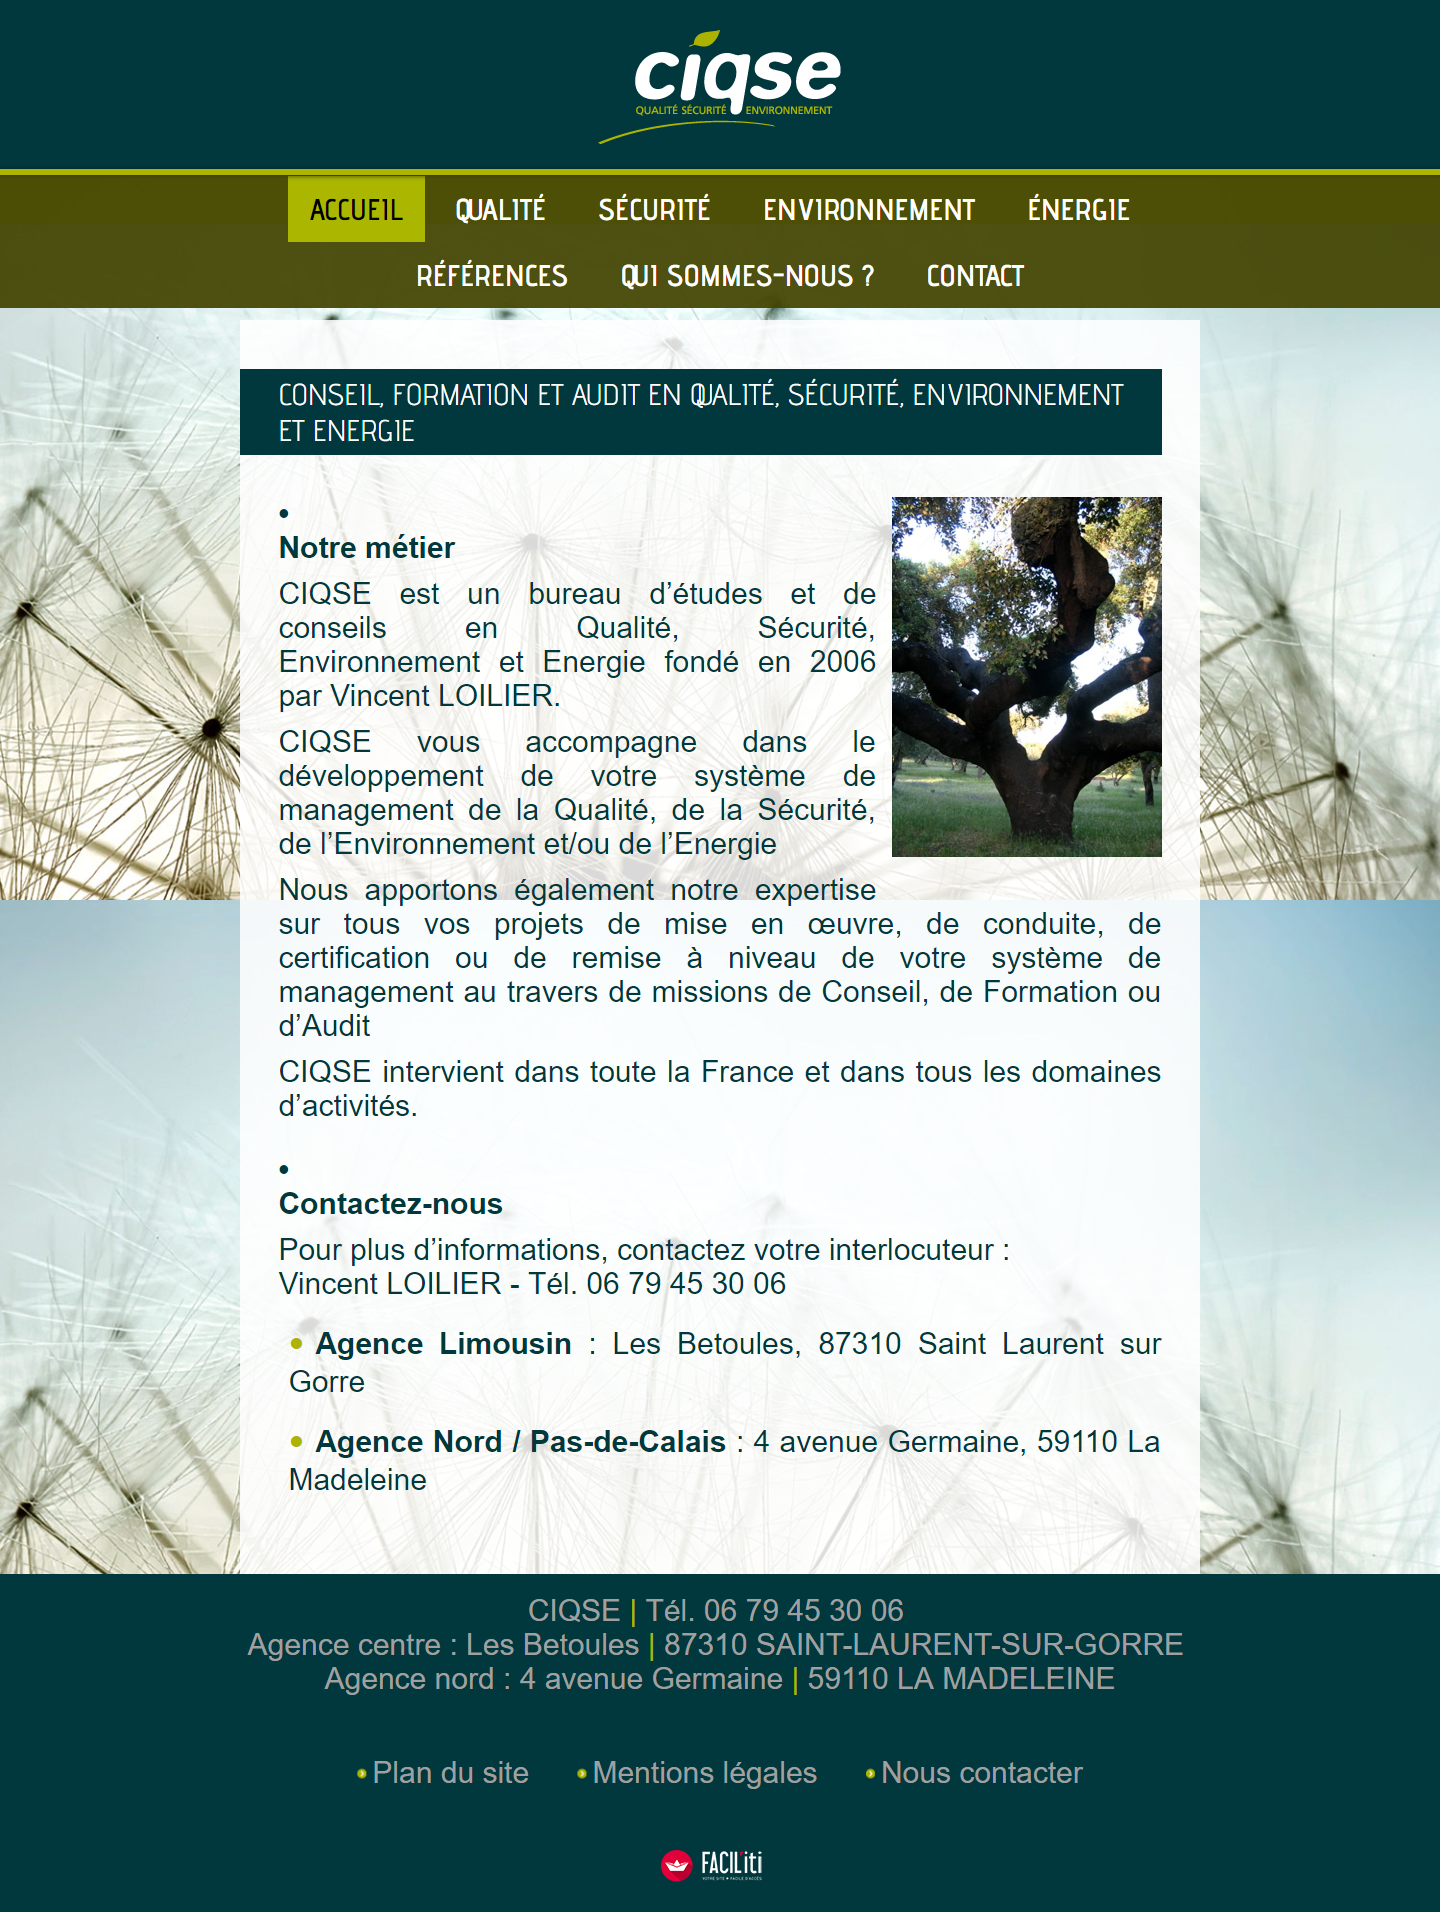 ciqse
QUALITÉ SÉCURITÉ ENVIRONNEMENT
ACCUEIL QUALITÉ SÉCURITÉ ENVIRONNEMENT ÉNERGIE
RÉFÉRENCES QUI SOMMES-NOUS ? CONTACT
CONSEIL, FORMATION ET AUDIT EN QUALITÉ, SÉCURITÉ, ENVIRONNEMENT
ET ENERGIE
•
Notre métier
CIQSE est un bureau d’études et de
conseils en Qualité, Sécurité,
Environnement et Energie fondé en 2006
par Vincent LOILIER.
CIQSE vous accompagne dans le
développement de votre système de
management de la Qualité, de la Sécurité,
de l’Environnement et/ou de l’Energie
Nous apportons également notre expertise
sur tous vos projets de mise en œuvre, de conduite, de
certification ou de remise à niveau de votre système de
management au travers de missions de Conseil, de Formation ou
d’Audit
CIQSE intervient dans toute la France et dans tous les domaines
d’activités.
•
Contactez-nous
Pour plus d’informations, contactez votre interlocuteur :
Vincent LOILIER - Tél. 06 79 45 30 06
• Agence Limousin : Les Betoules, 87310 Saint Laurent sur
Gorre
• Agence Nord / Pas-de-Calais : 4 avenue Germaine, 59110 La
Madeleine
CIQSE | Tél. 06 79 45 30 06
Agence centre : Les Betoules | 87310 SAINT-LAURENT-SUR-GORRE
Agence nord : 4 avenue Germaine | 59110 LA MADELEINE
Plan du site Mentions légales Nous contacter
FACIL'iti
VOTRE SITE + FACILE D'ACCÈS